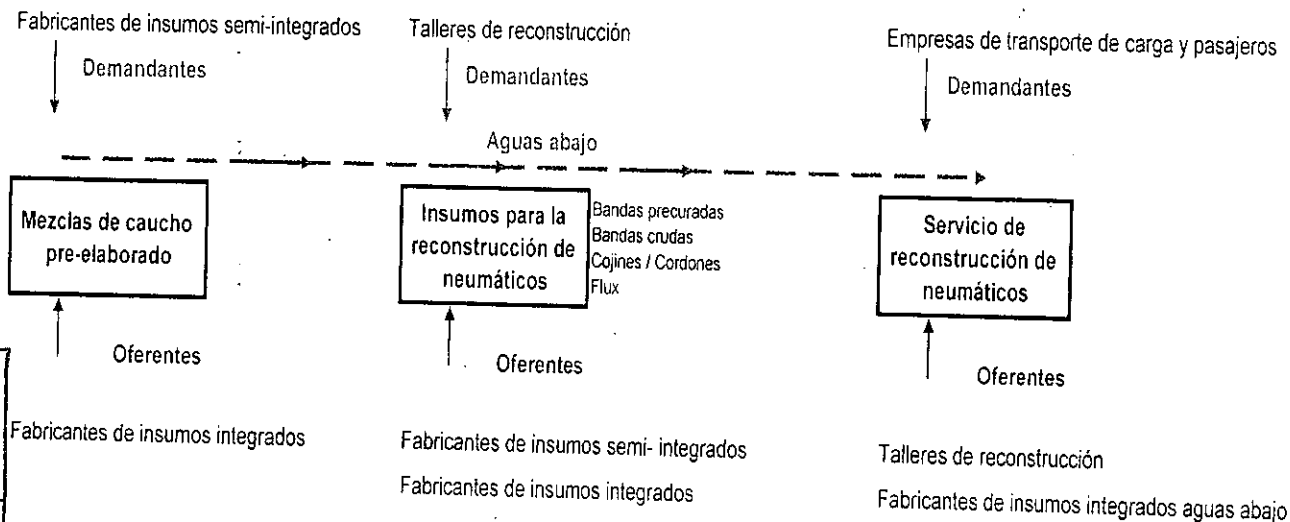 Fabricantes de insumos semi-integrados
Demandantes
Talleres de reconstrucción
Demandantes
Empresas de transporte de carga y pasajeros
Demandantes
Aguas abajo
Mezclas de caucho
pre-elaborado
Insumos para la
reconstrucción de
neumáticos
Bandas precuradas
Bandas crudas
Cojines / Cordones
Flux
Servicio de
reconstrucción de
neumáticos
Oferentes
Oferentes
Oferentes
Fabricantes de insumos integrados
Fabricantes de insumos semi- integrados
Fabricantes de insumos integrados
Talleres de reconstrucción
Fabricantes de insumos integrados aguas abajo